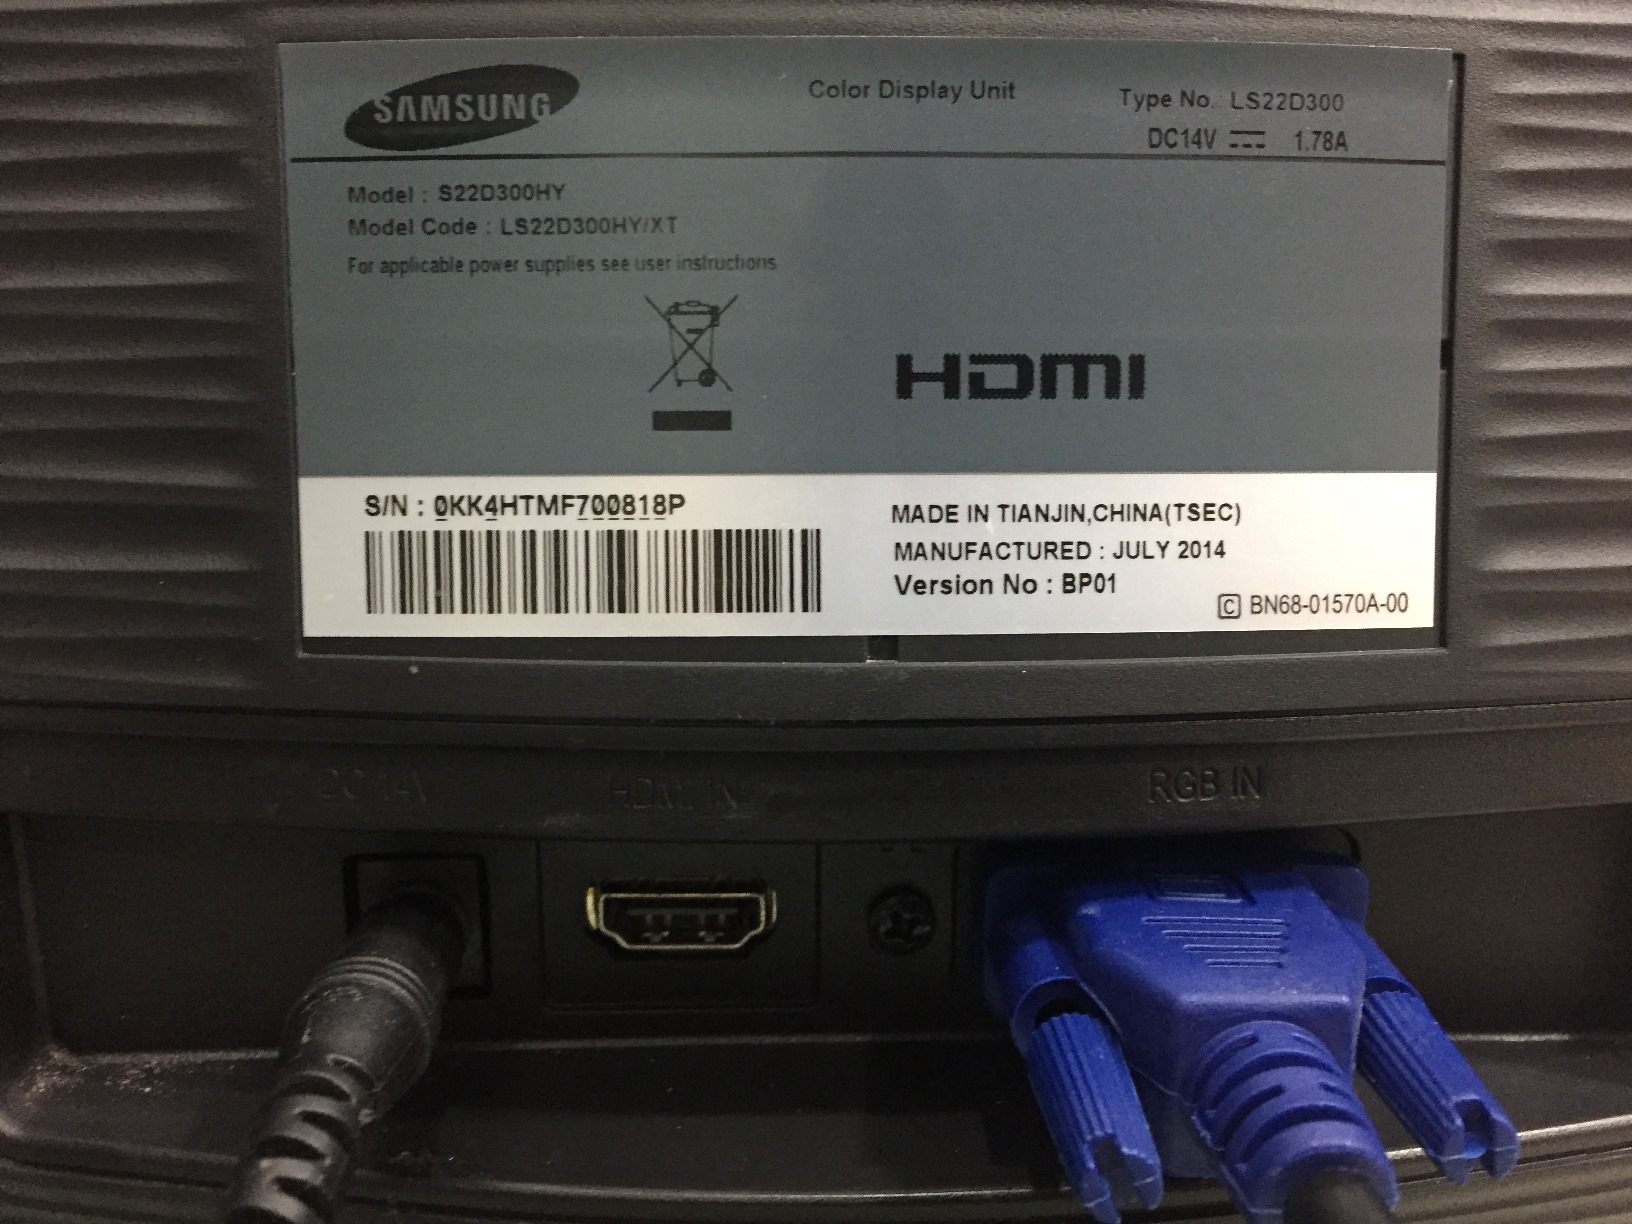 SAMSUNG
Color Display Unit
Type No. LS22D300
DC14V ⎓ 1.78A
Model : S22D300HY
Model Code : LS22D300HY/XT
For applicable power supplies see user instructions
HDMI
S/N : 0KK4HTMF700818P
MADE IN TIANJIN,CHINA(TSEC)
MANUFACTURED : JULY 2014
Version No : BP01
C BN68-01570A-00
DC 14V
HDMI IN
RGB IN